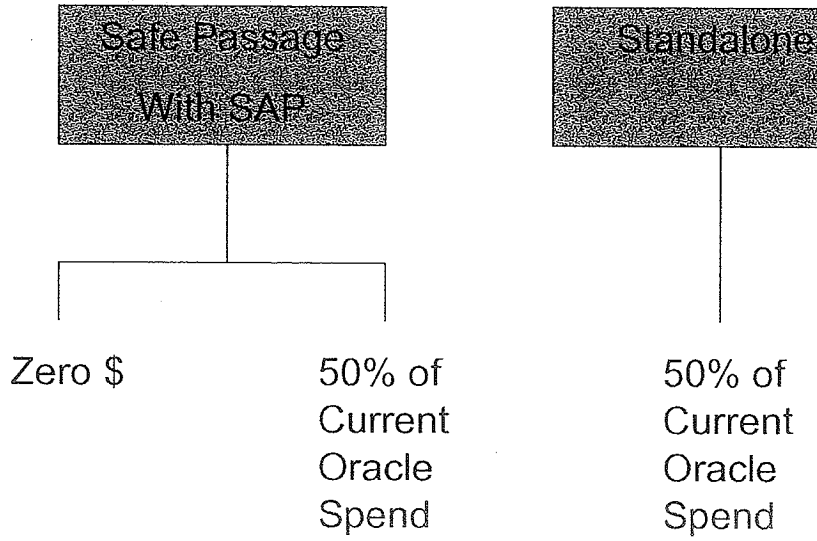 Safe Passage
With SAP
Standalone
Zero $
50% of
Current
Oracle
Spend
50% of
Current
Oracle
Spend